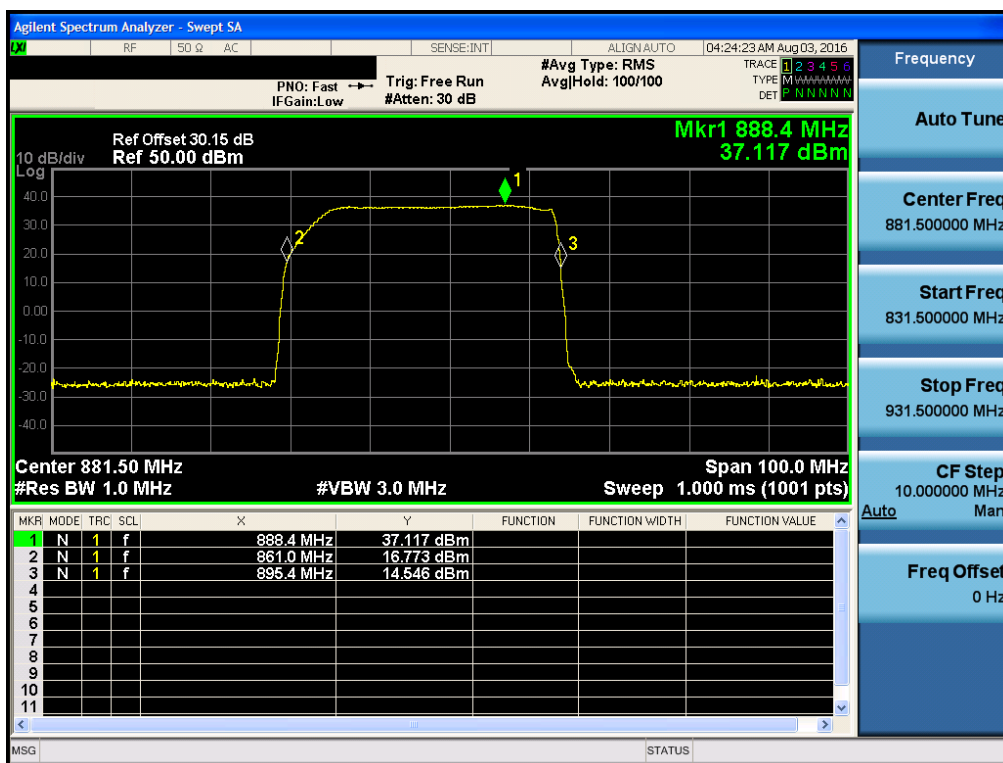 Agilent Spectrum Analyzer - Swept SA
LXI RF 50 Ω AC SENSE:INT ALIGN AUTO 04:24:23 AM Aug 03, 2016
PNO: Fast
IFGain:Low
Trig: Free Run
#Atten: 30 dB
#Avg Type: RMS
Avg|Hold: 100/100
TRACE 1 2 3 4 5 6
TYPE M WWWWW
DET P N N N N N
Ref Offset 30.15 dB
10 dB/div Ref 50.00 dBm
Log
Mkr1 888.4 MHz
37.117 dBm
40.0
30.0
20.0
10.0
0.00
-10.0
-20.0
-30.0
-40.0
1
2
3
Center 881.50 MHz Span 100.0 MHz
#Res BW 1.0 MHz #VBW 3.0 MHz Sweep 1.000 ms (1001 pts)
MKR MODE TRC SCL X Y FUNCTION FUNCTION WIDTH FUNCTION VALUE
1 N 1 f 888.4 MHz 37.117 dBm
2 N 1 f 861.0 MHz 16.773 dBm
3 N 1 f 895.4 MHz 14.546 dBm
4
5
6
7
8
9
10
11
MSG STATUS
Frequency
Auto Tune
Center Freq
881.500000 MHz
Start Freq
831.500000 MHz
Stop Freq
931.500000 MHz
CF Step
10.000000 MHz
Auto Man
Freq Offset
0 Hz